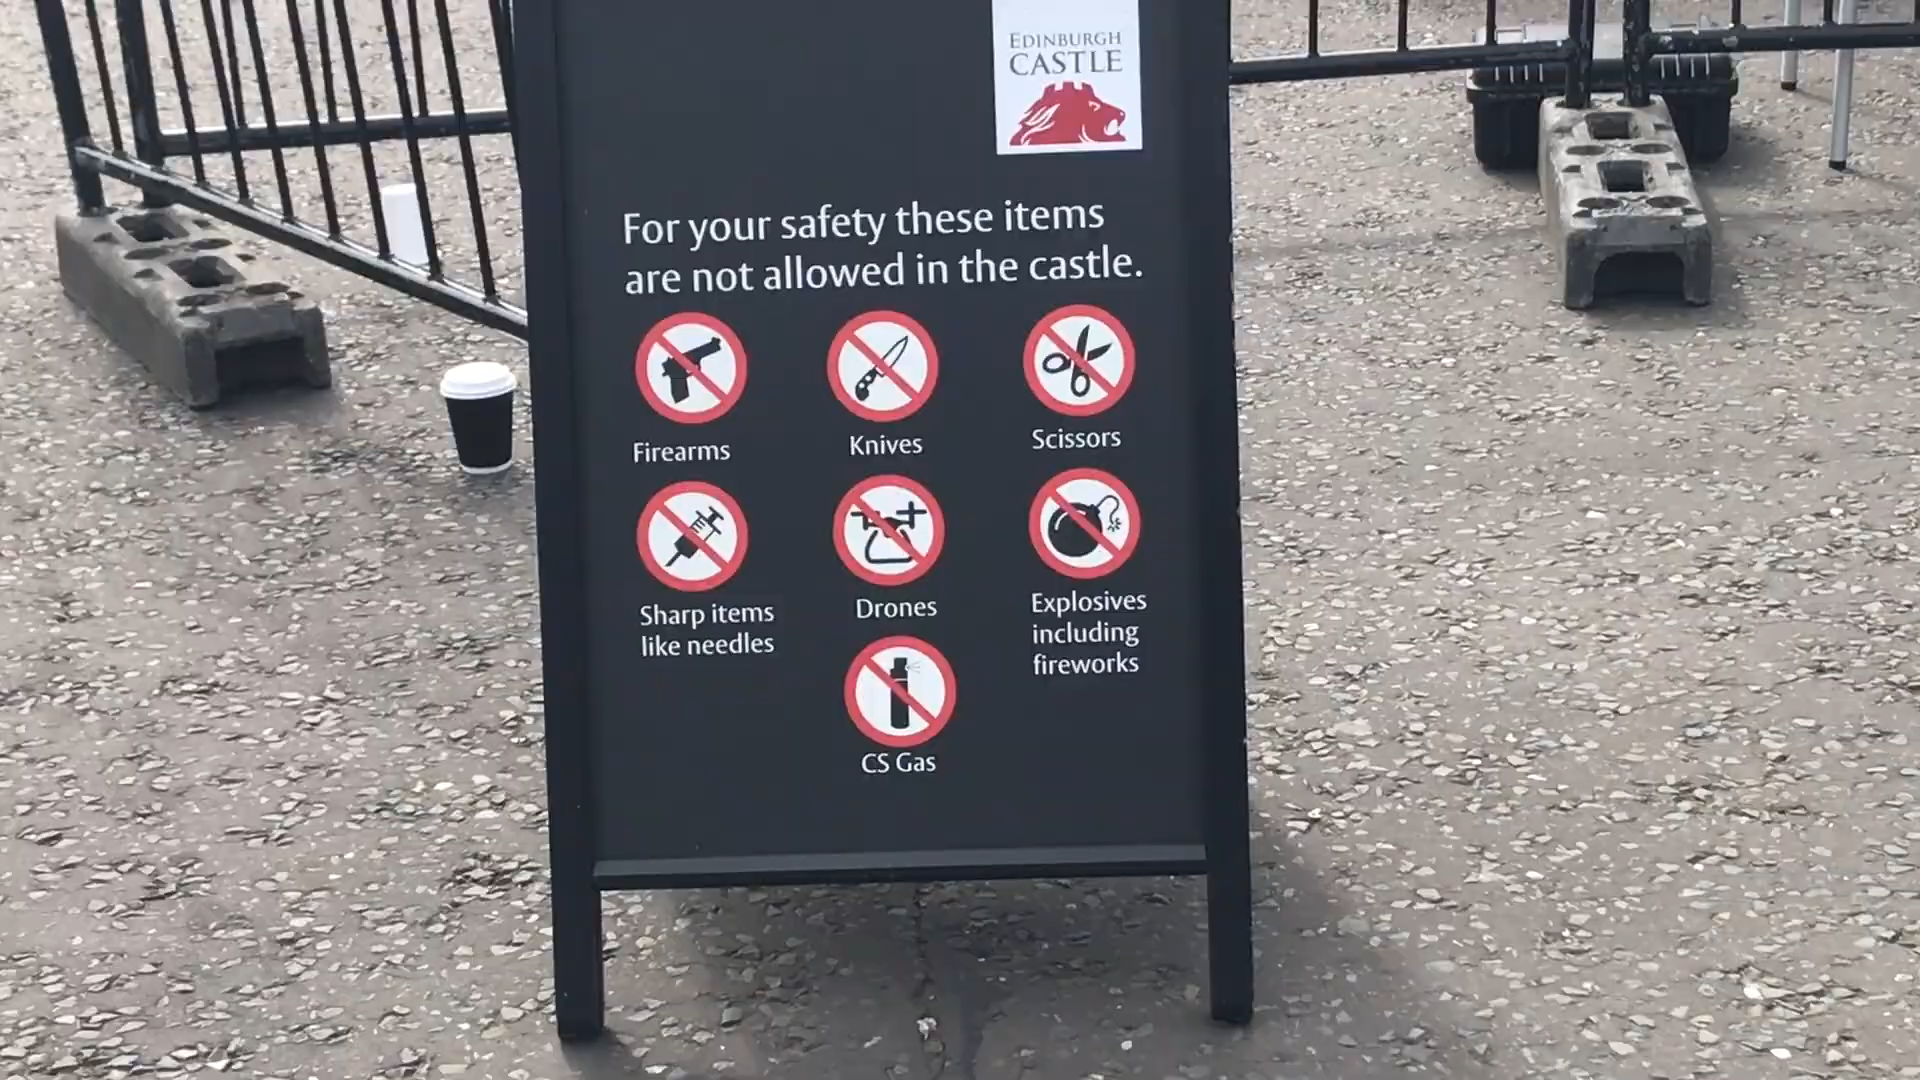 EDINBURGH
CASTLE
For your safety these items
are not allowed in the castle.
Firearms
Knives
Scissors
Sharp items
like needles
Drones
Explosives
including
fireworks
CS Gas